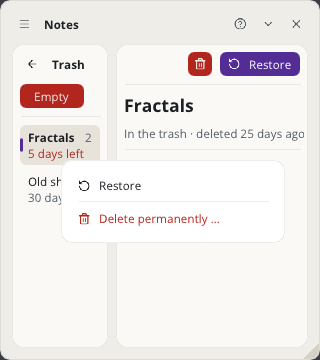 Notes
Trash
Restore
Empty
Fractals
In the trash · deleted 25 days ago
Fractals 2
5 days left
Old
30
Restore
Delete permanently ...